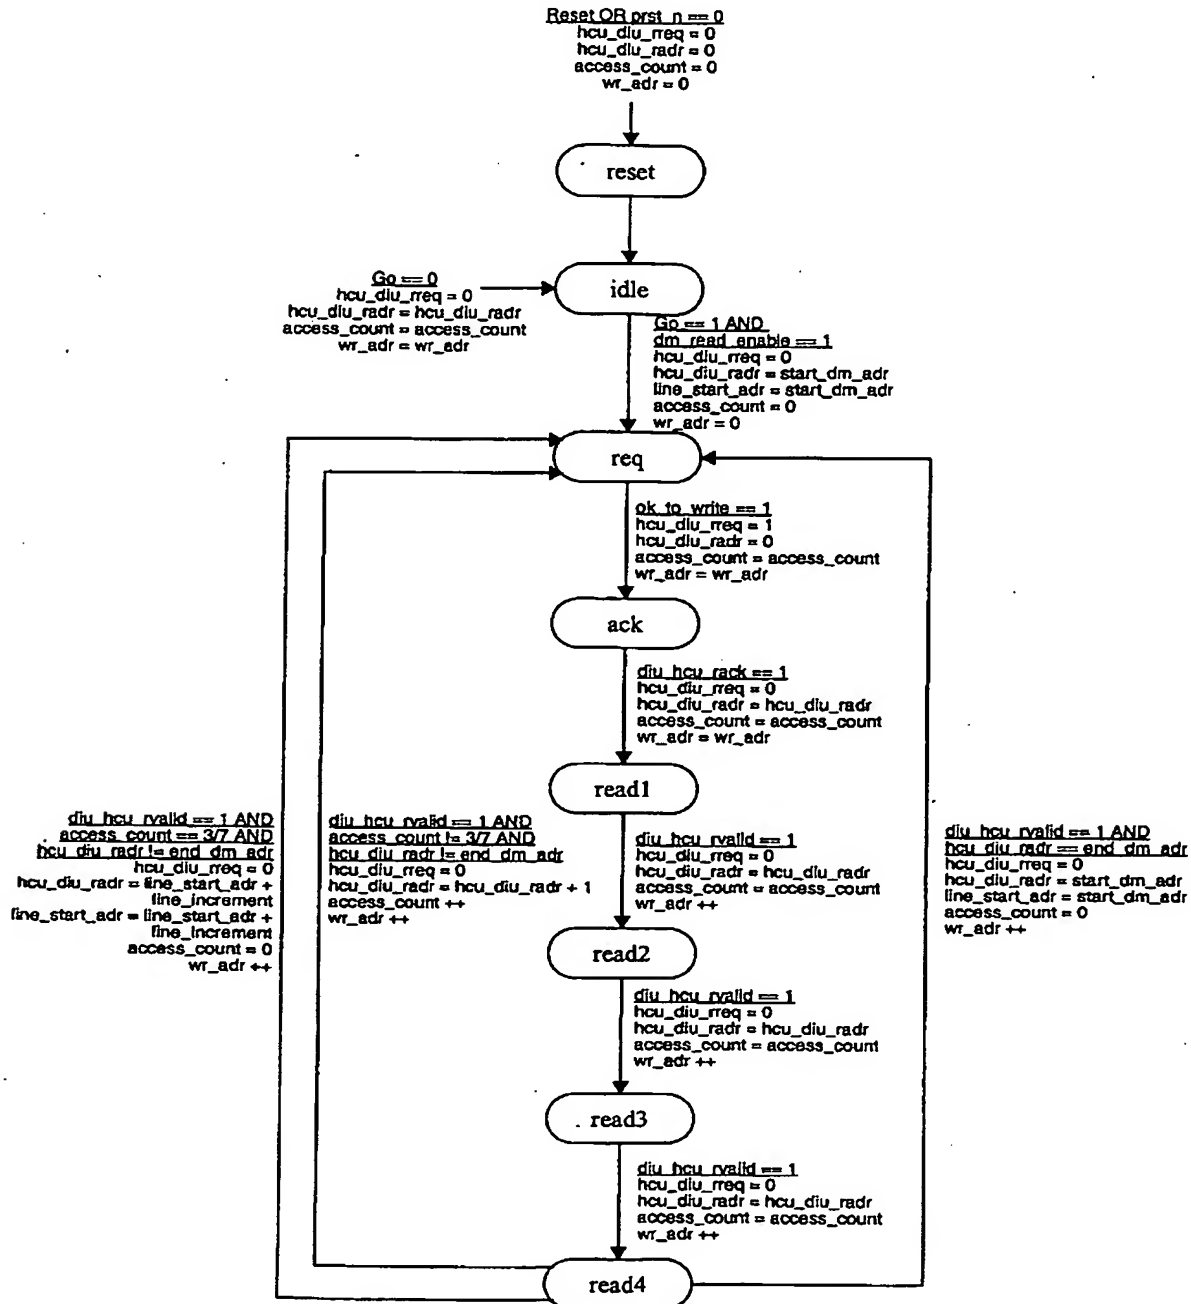 Reset OR prst_n == 0
hcu_diu_rreq = 0
hcu_diu_radr = 0
access_count = 0
wr_adr = 0
reset
idle
Go == 0
hcu_diu_rreq = 0
hcu_diu_radr = hcu_diu_radr
access_count = access_count
wr_adr = wr_adr
Go == 1 AND
dm_read_enable == 1
hcu_diu_rreq = 0
hcu_diu_radr = start_dm_adr
line_start_adr = start_dm_adr
access_count = 0
wr_adr = 0
req
ok_to_write == 1
hcu_diu_rreq = 1
hcu_diu_radr = 0
access_count = access_count
wr_adr = wr_adr
ack
diu_hcu_rack == 1
hcu_diu_rreq = 0
hcu_diu_radr = hcu_diu_radr
access_count = access_count
wr_adr = wr_adr
read1
diu_hcu_rvalid == 1 AND
access_count == 3/7 AND
hcu_diu_radr != end_dm_adr
hcu_diu_rreq = 0
hcu_diu_radr = line_start_adr +
line_increment
line_start_adr = line_start_adr +
line_increment
access_count = 0
wr_adr ++
diu_hcu_rvalid == 1 AND
access_count != 3/7 AND
hcu_diu_radr != end_dm_adr
hcu_diu_rreq = 0
hcu_diu_radr = hcu_diu_radr + 1
access_count ++
wr_adr ++
diu_hcu_rvalid == 1
hcu_diu_rreq = 0
hcu_diu_radr = hcu_diu_radr
access_count = access_count
wr_adr ++
diu_hcu_rvalid == 1 AND
hcu_diu_radr == end_dm_adr
hcu_diu_rreq = 0
hcu_diu_radr = start_dm_adr
line_start_adr = start_dm_adr
access_count = 0
wr_adr ++
read2
diu_hcu_rvalid == 1
hcu_diu_rreq = 0
hcu_diu_radr = hcu_diu_radr
access_count = access_count
wr_adr ++
read3
diu_hcu_rvalid == 1
hcu_diu_rreq = 0
hcu_diu_radr = hcu_diu_radr
access_count = access_count
wr_adr ++
read4